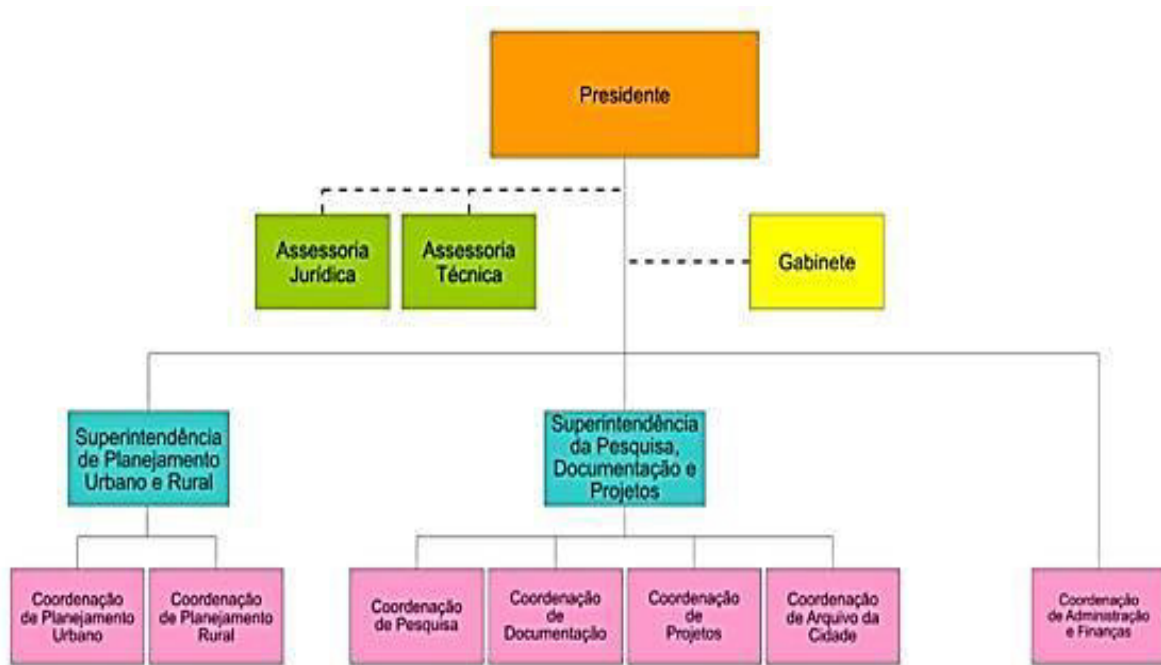 Presidente
Assessoria
Jurídica
Assessoria
Técnica
Gabinete
Superintendência
de Planejamento
Urbano e Rural
Superintendência
da Pesquisa,
Documentação e
Projetos
Coordenação
de Planejamento
Urbano
Coordenação
de Planejamento
Rural
Coordenação
de Pesquisa
Coordenação
de
Documentação
Coordenação
de
Projetos
Coordenação
de Arquivo da
Cidade
Coordenação
de Administração
e Finanças